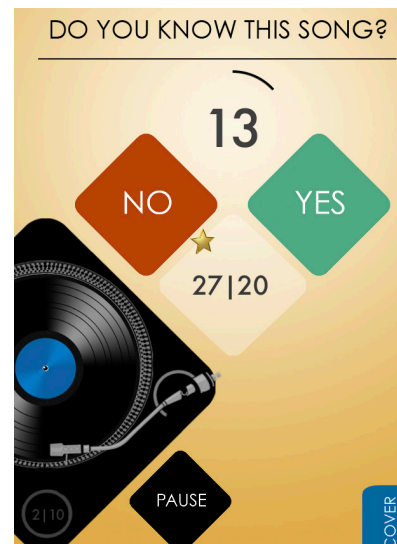 DO YOU KNOW THIS SONG?
13
NO
YES
27|20
PAUSE
2|10
COVER